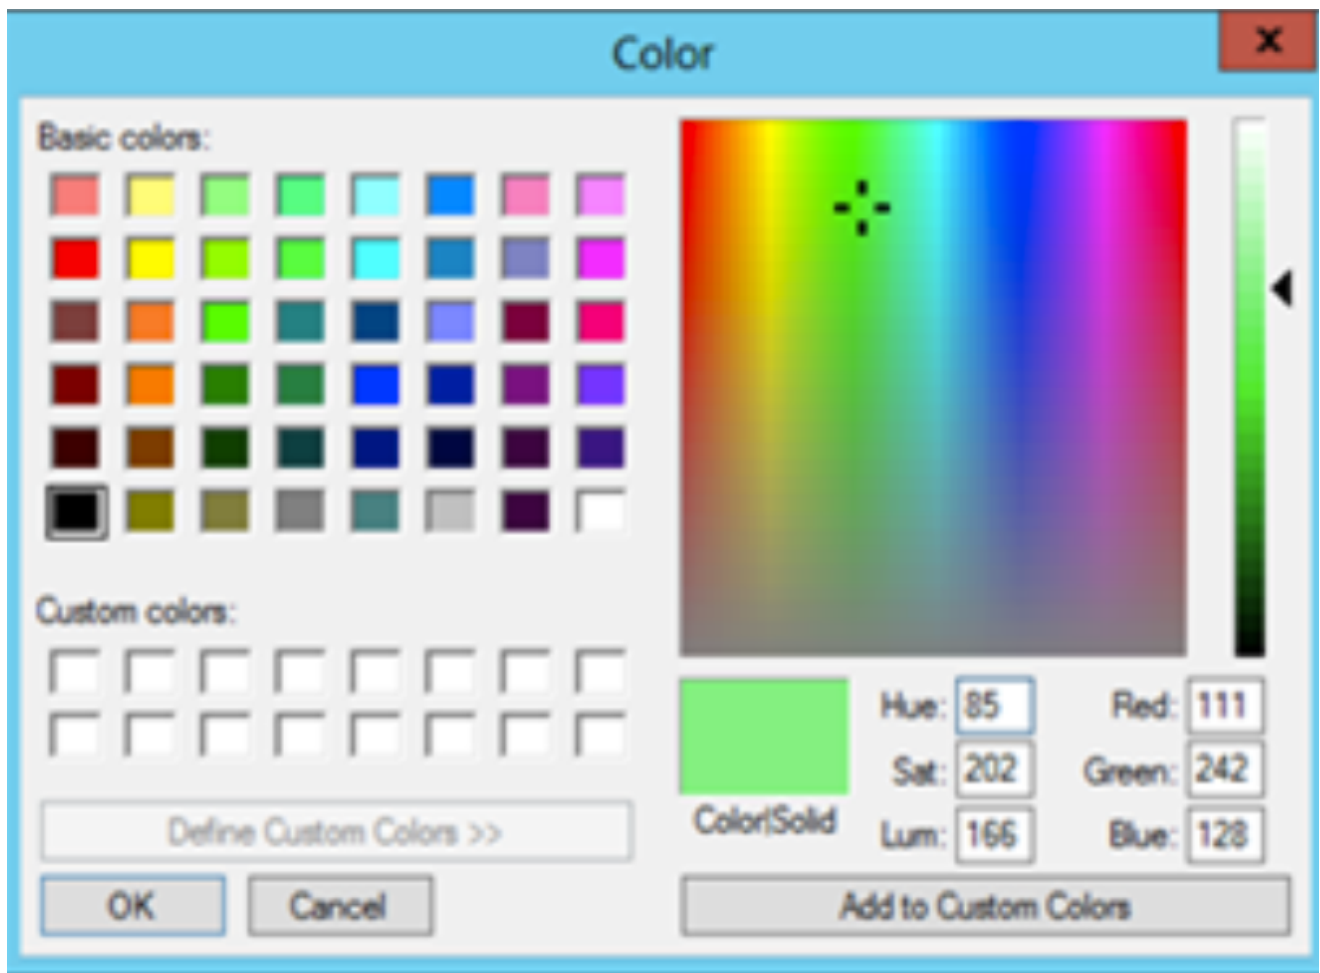 Color
x
Basic colors:
Custom colors:
Define Custom Colors >>
OK Cancel
Color|Solid
Hue: 85 Red: 111
Sat: 202 Green: 242
Lum: 166 Blue: 128
Add to Custom Colors